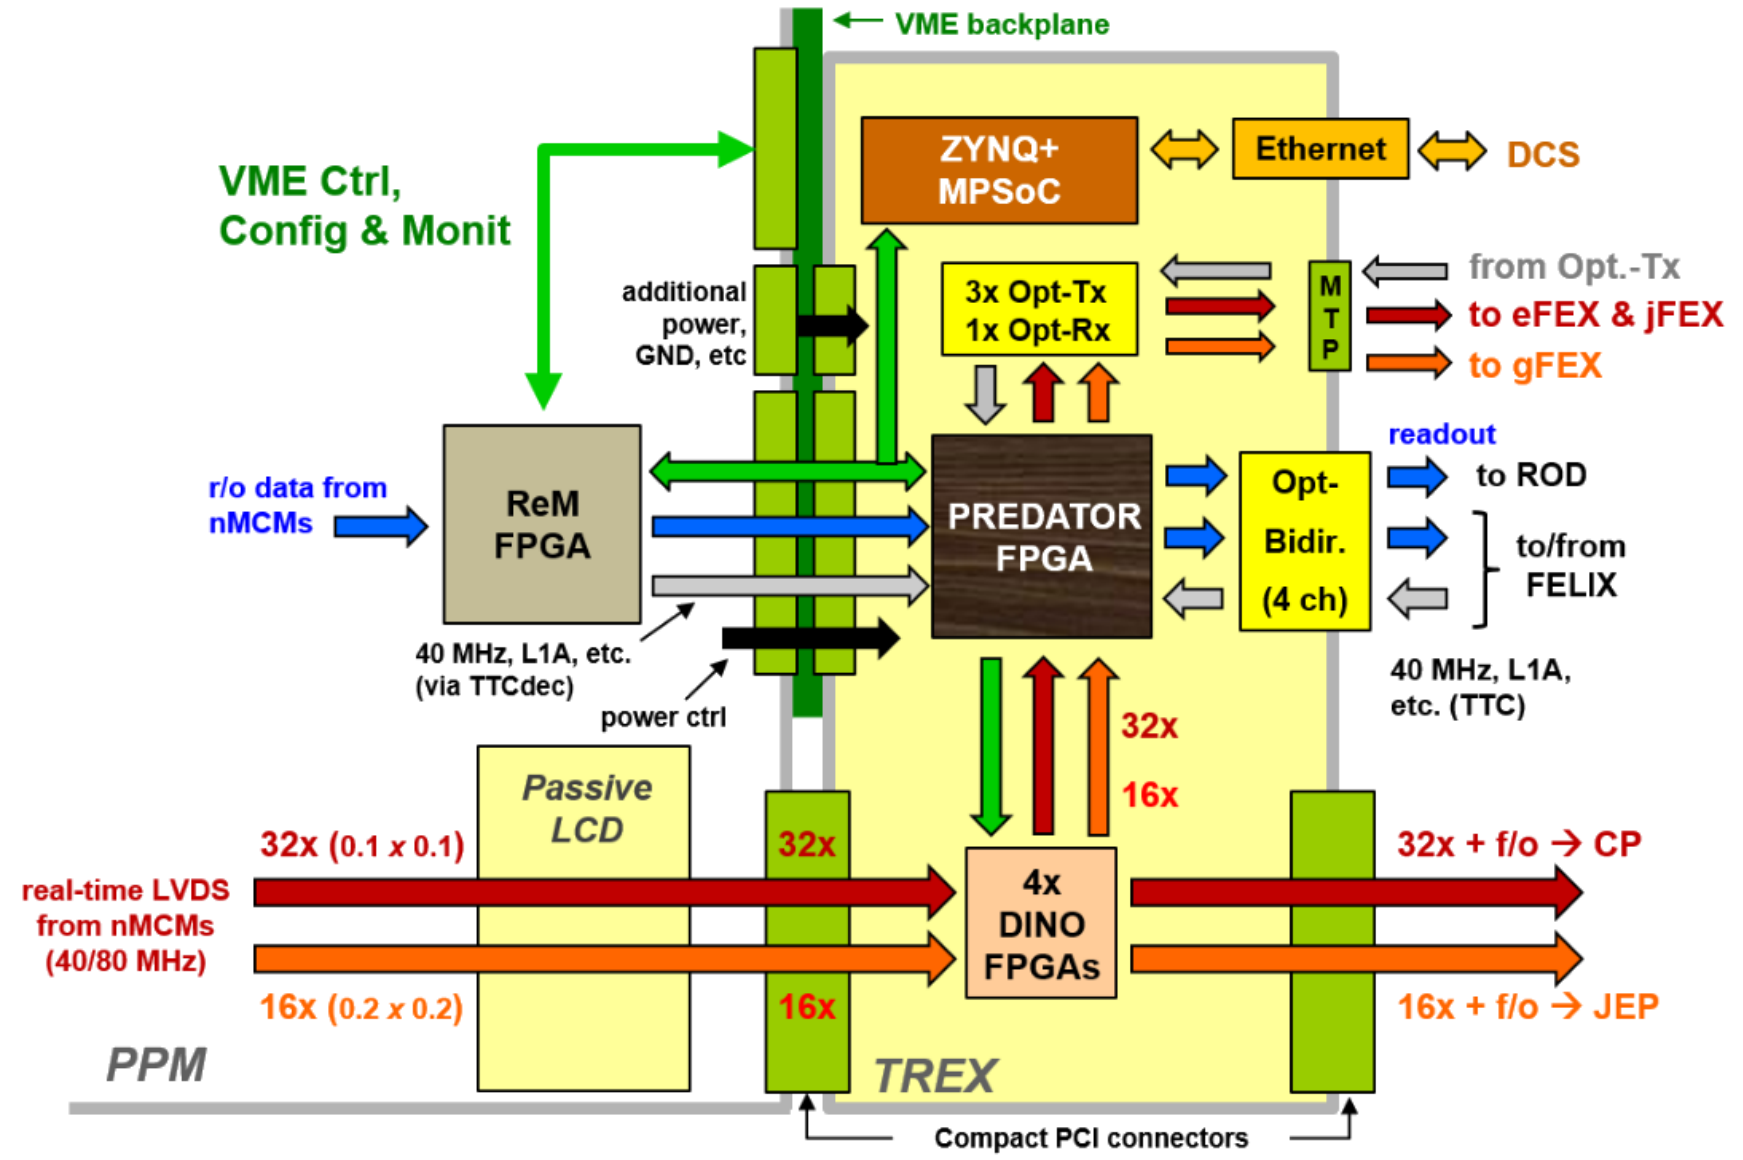 VME backplane
ZYNQ+
MPSoC
Ethernet
DCS
VME Ctrl,
Config & Monit
additional
power,
GND, etc
3x Opt-Tx
1x Opt-Rx
M
T
P
from Opt.-Tx
to eFEX & jFEX
to gFEX
r/o data from
nMCMs
ReM
FPGA
PREDATOR
FPGA
Opt-
Bidir.
(4 ch)
readout
to ROD
to/from
FELIX
40 MHz, L1A, etc.
(via TTCdec)
power ctrl
40 MHz, L1A,
etc. (TTC)
32x
16x
Passive
LCD
32x (0.1 x 0.1)
32x
real-time LVDS
from nMCMs
(40/80 MHz)
4x
DINO
FPGAs
32x + f/o → CP
16x (0.2 x 0.2)
16x
16x + f/o → JEP
PPM
TREX
Compact PCI connectors